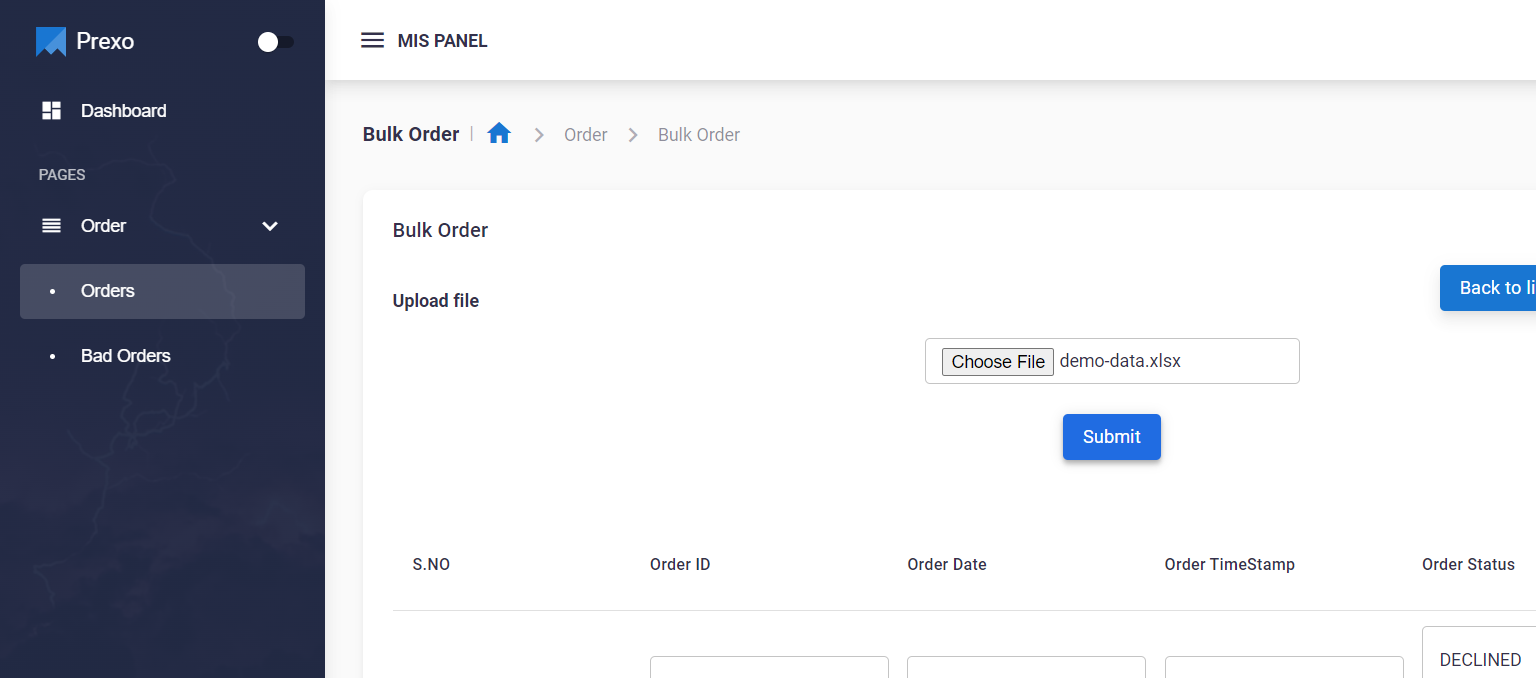 Prexo
MIS PANEL
Dashboard
PAGES
Order
Orders
Bad Orders
Bulk Order | Order Bulk Order
Bulk Order
Upload file
Back to li
Choose File demo-data.xlsx
Submit
S.NO Order ID Order Date Order TimeStamp Order Status
DECLINED